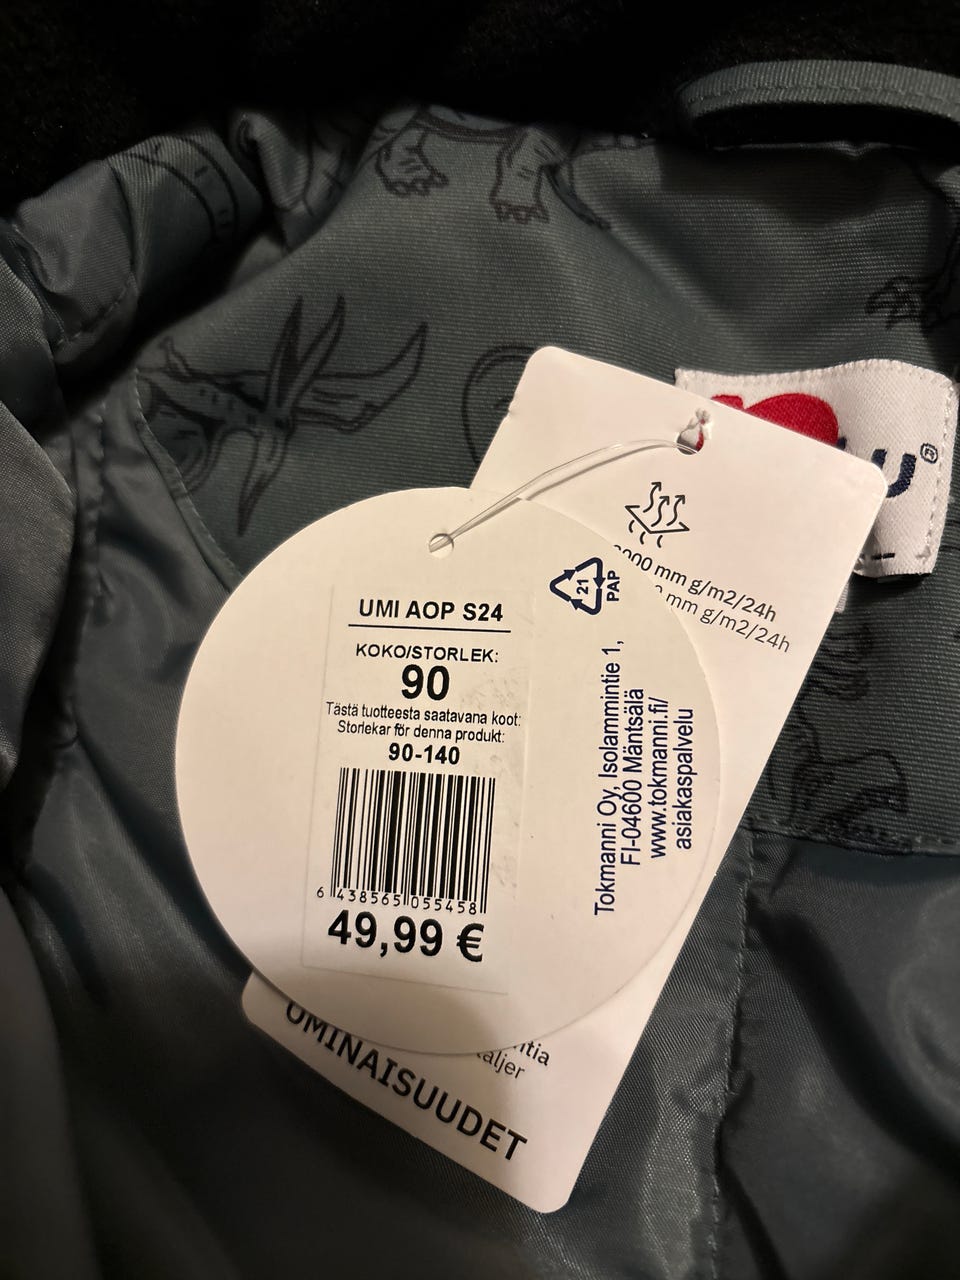 UMI AOP S24
KOKO/STORLEK:
90
Tästä tuotteesta saatavana koot:
Storlekar för denna produkt:
90-140
6 438565 055458
49,99 €
21
PAP
Tokmanni Oy, Isolammintie 1,
FI-04600 Mäntsälä
www.tokmanni.fi/
asiakaspalvelu
mm g/m2/24h
mm g/m2/24h
OMINAISUUDET
®